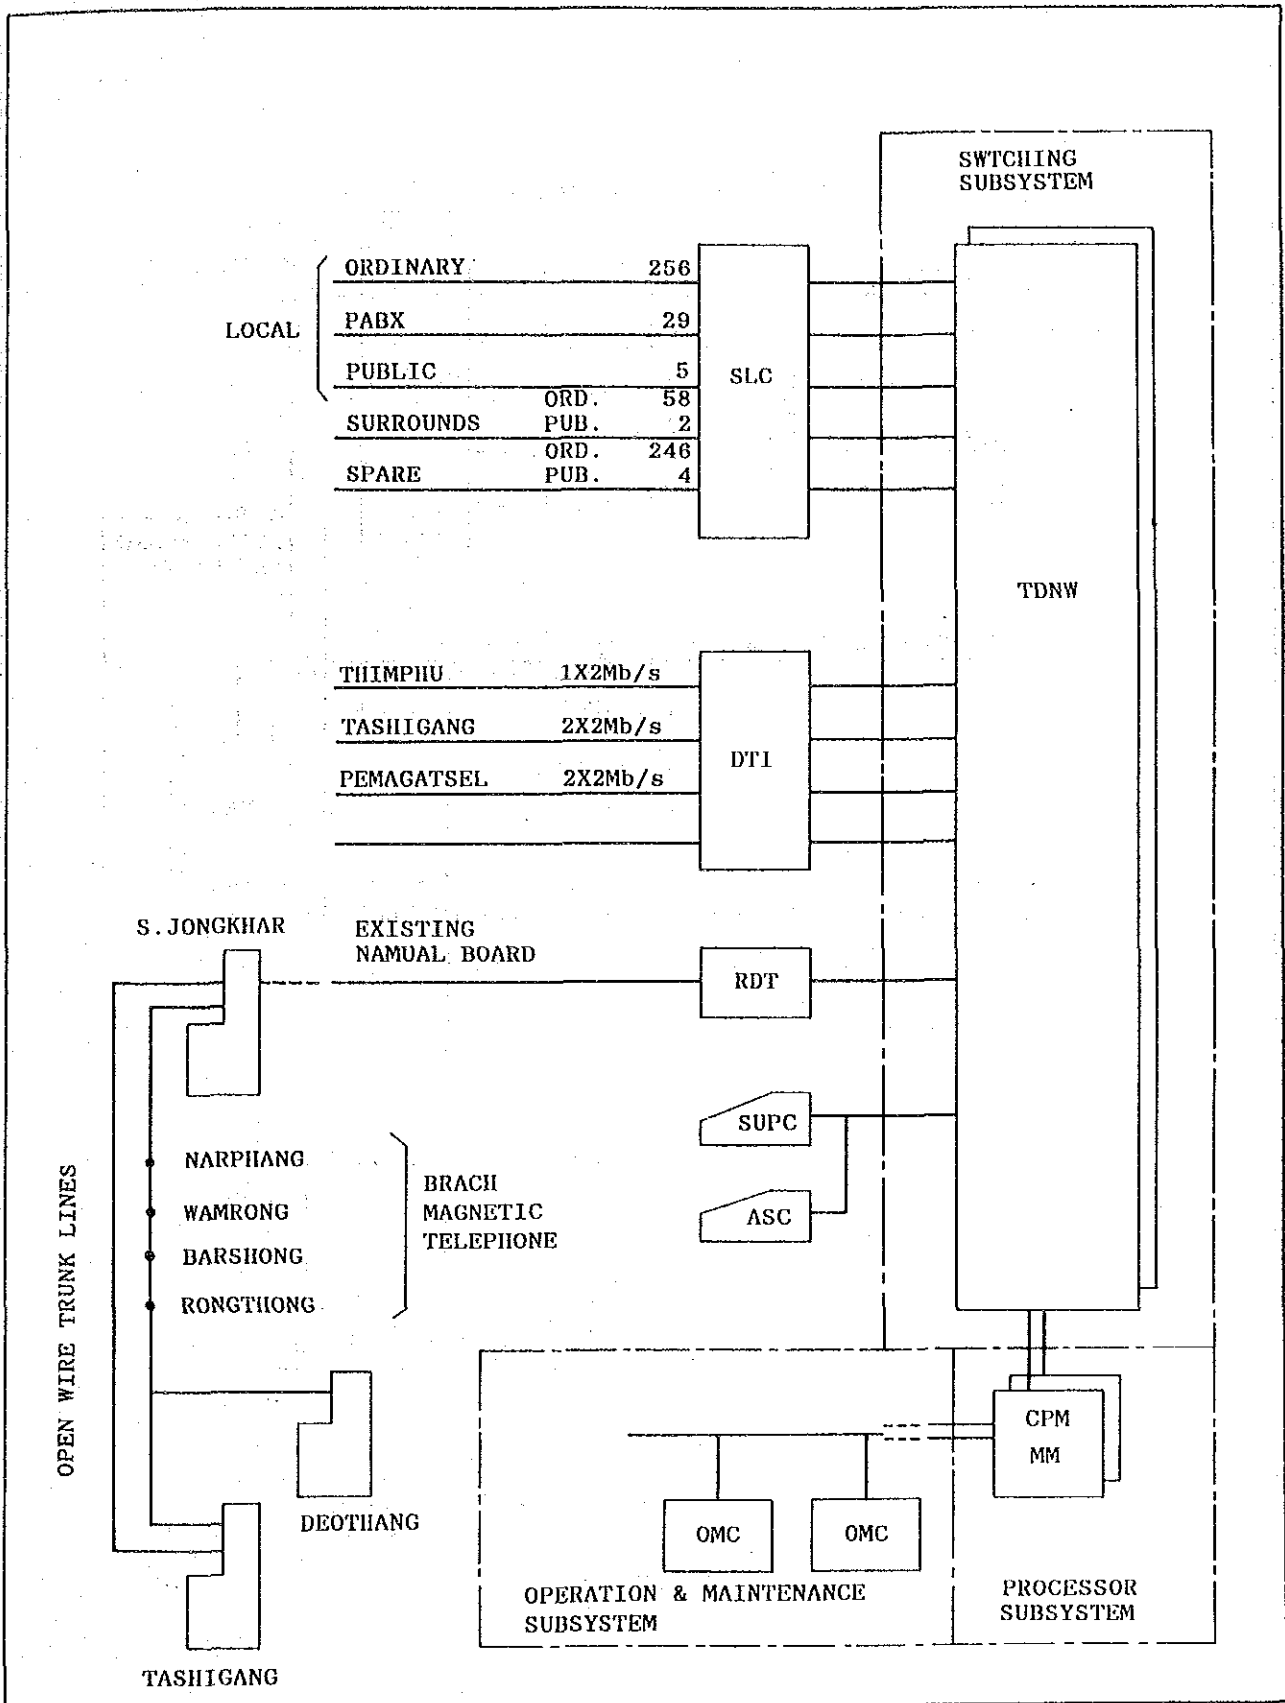 SWTCHING
SUBSYSTEM
LOCAL
ORDINARY 256
PABX 29
PUBLIC 5
ORD. 58
SURROUNDS PUB. 2
ORD. 246
SPARE PUB. 4
SLC
TDNW
THIMPHU 1X2Mb/s
TASHIGANG 2X2Mb/s
PEMAGATSEL 2X2Mb/s
DTI
S.JONGKHAR
EXISTING
NAMUAL BOARD
RDT
SUPC
ASC
OPEN WIRE TRUNK LINES
NARPHANG
WAMRONG
BARSHONG
RONGTHONG
BRACH
MAGNETIC
TELEPHONE
DEOTHANG
TASHIGANG
CPM
MM
OMC OMC
OPERATION & MAINTENANCE
SUBSYSTEM
PROCESSOR
SUBSYSTEM